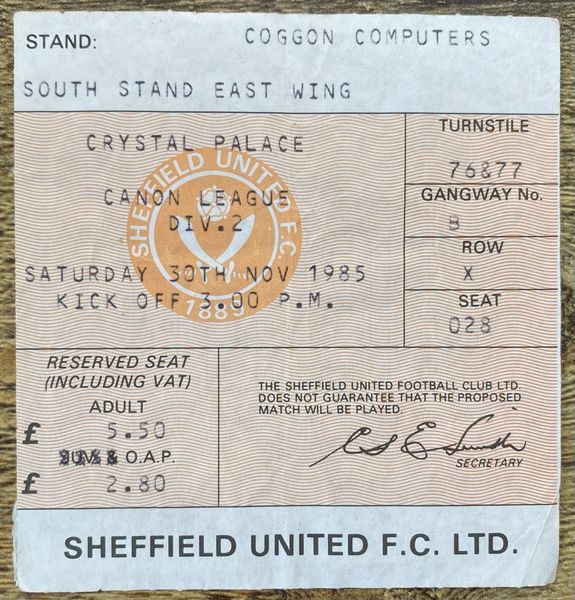 STAND: COGGON COMPUTERS
SOUTH STAND EAST WING
CRYSTAL PALACE
CANON LEAGUE
DIV.2
SATURDAY 30TH NOV 1985
KICK OFF 3.00 P.M.
SHEFFIELD UNITED F.C.
1889
TURNSTILE
76&77
GANGWAY No.
B
ROW
X
SEAT
028
RESERVED SEAT
(INCLUDING VAT)
ADULT
£ 5.50
& O.A.P.
£ 2.80
THE SHEFFIELD UNITED FOOTBALL CLUB LTD.
DOES NOT GUARANTEE THAT THE PROPOSED
MATCH WILL BE PLAYED.
SECRETARY
SHEFFIELD UNITED F.C. LTD.